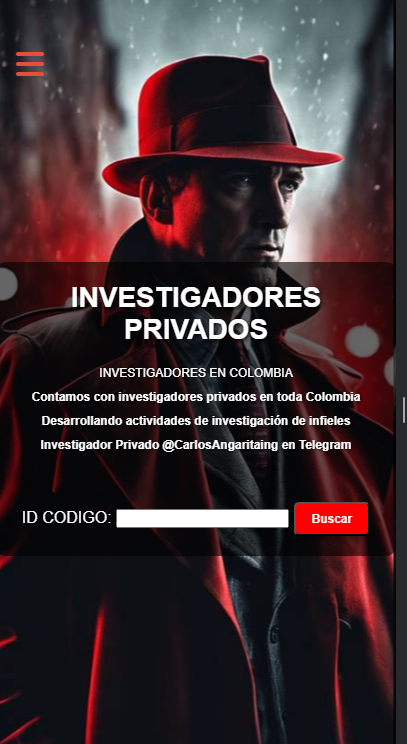 INVESTIGADORES
PRIVADOS
INVESTIGADORES EN COLOMBIA
Contamos con investigadores privados en toda Colombia
Desarrollando actividades de investigación de infieles
Investigador Privado @CarlosAngaritaing en Telegram
ID CODIGO: Buscar